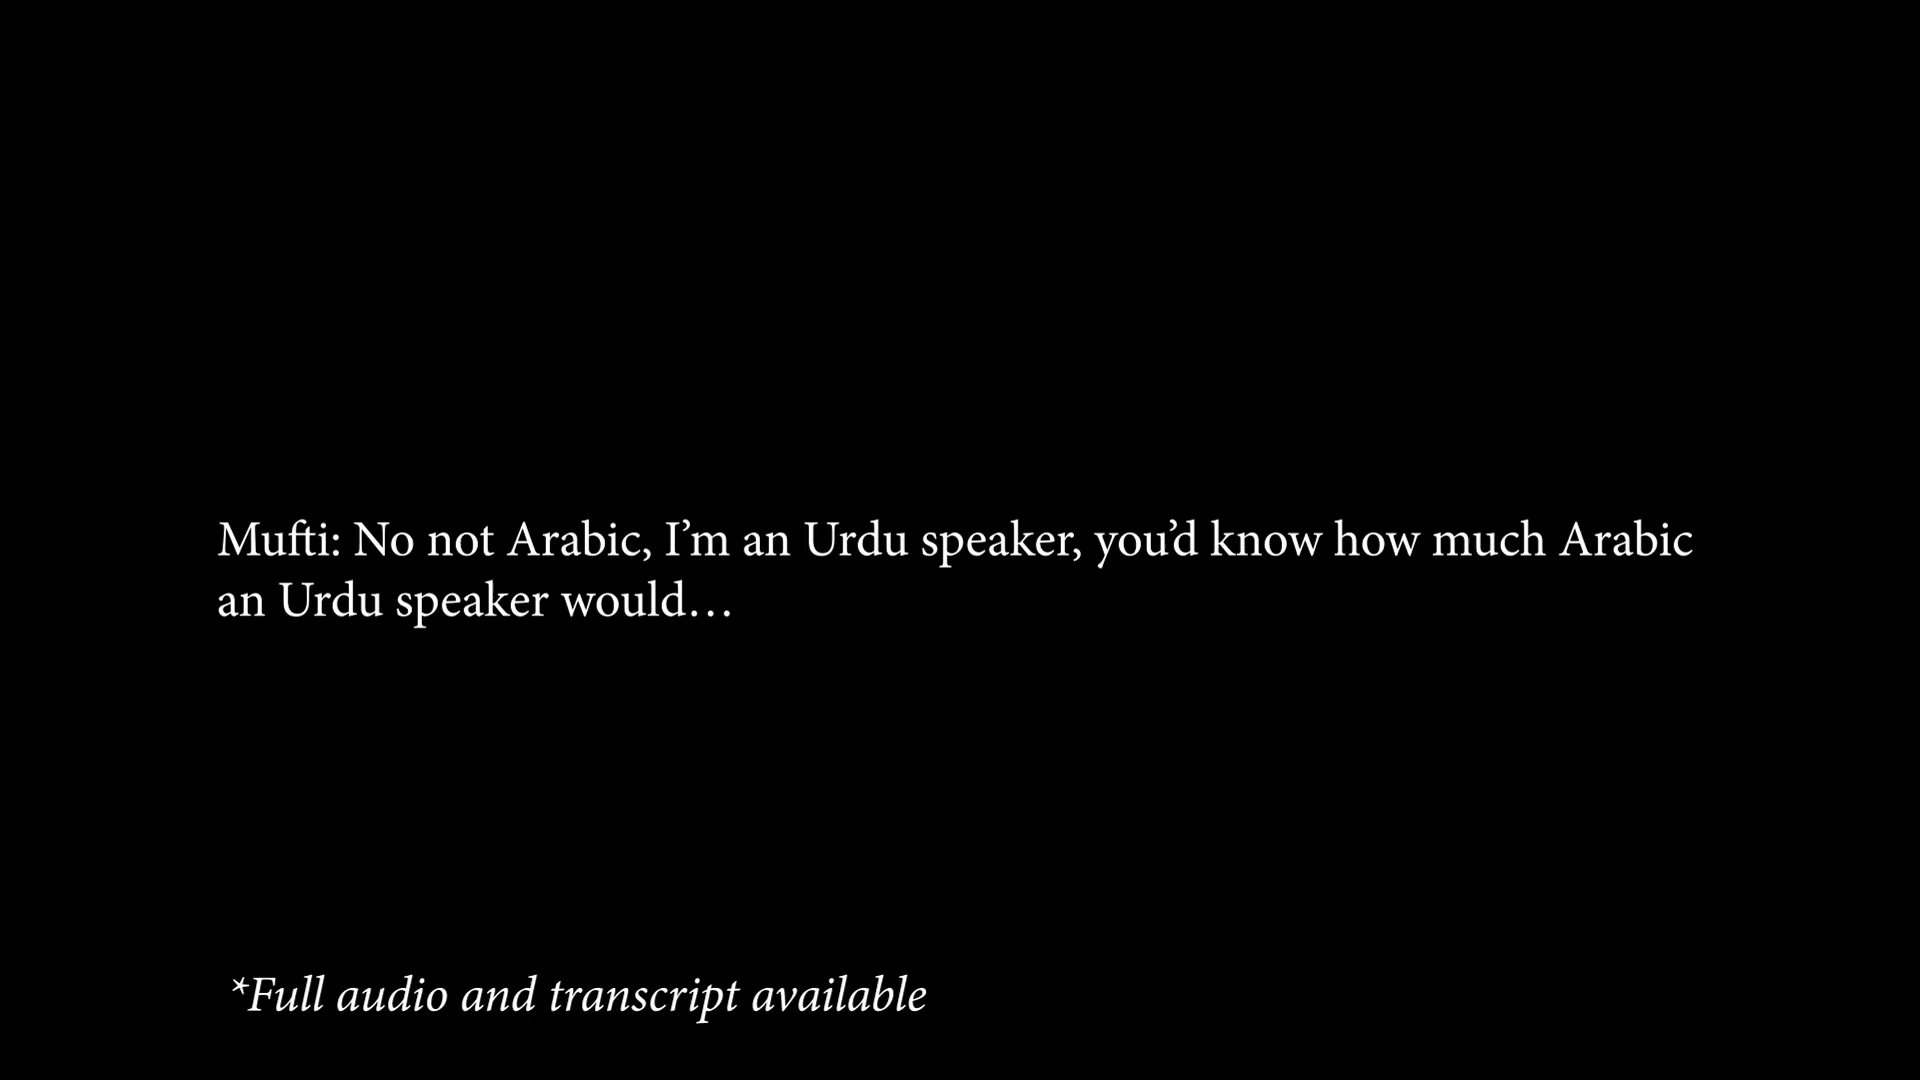 Mufti: No not Arabic, I’m an Urdu speaker, you’d know how much Arabic
an Urdu speaker would…
*Full audio and transcript available